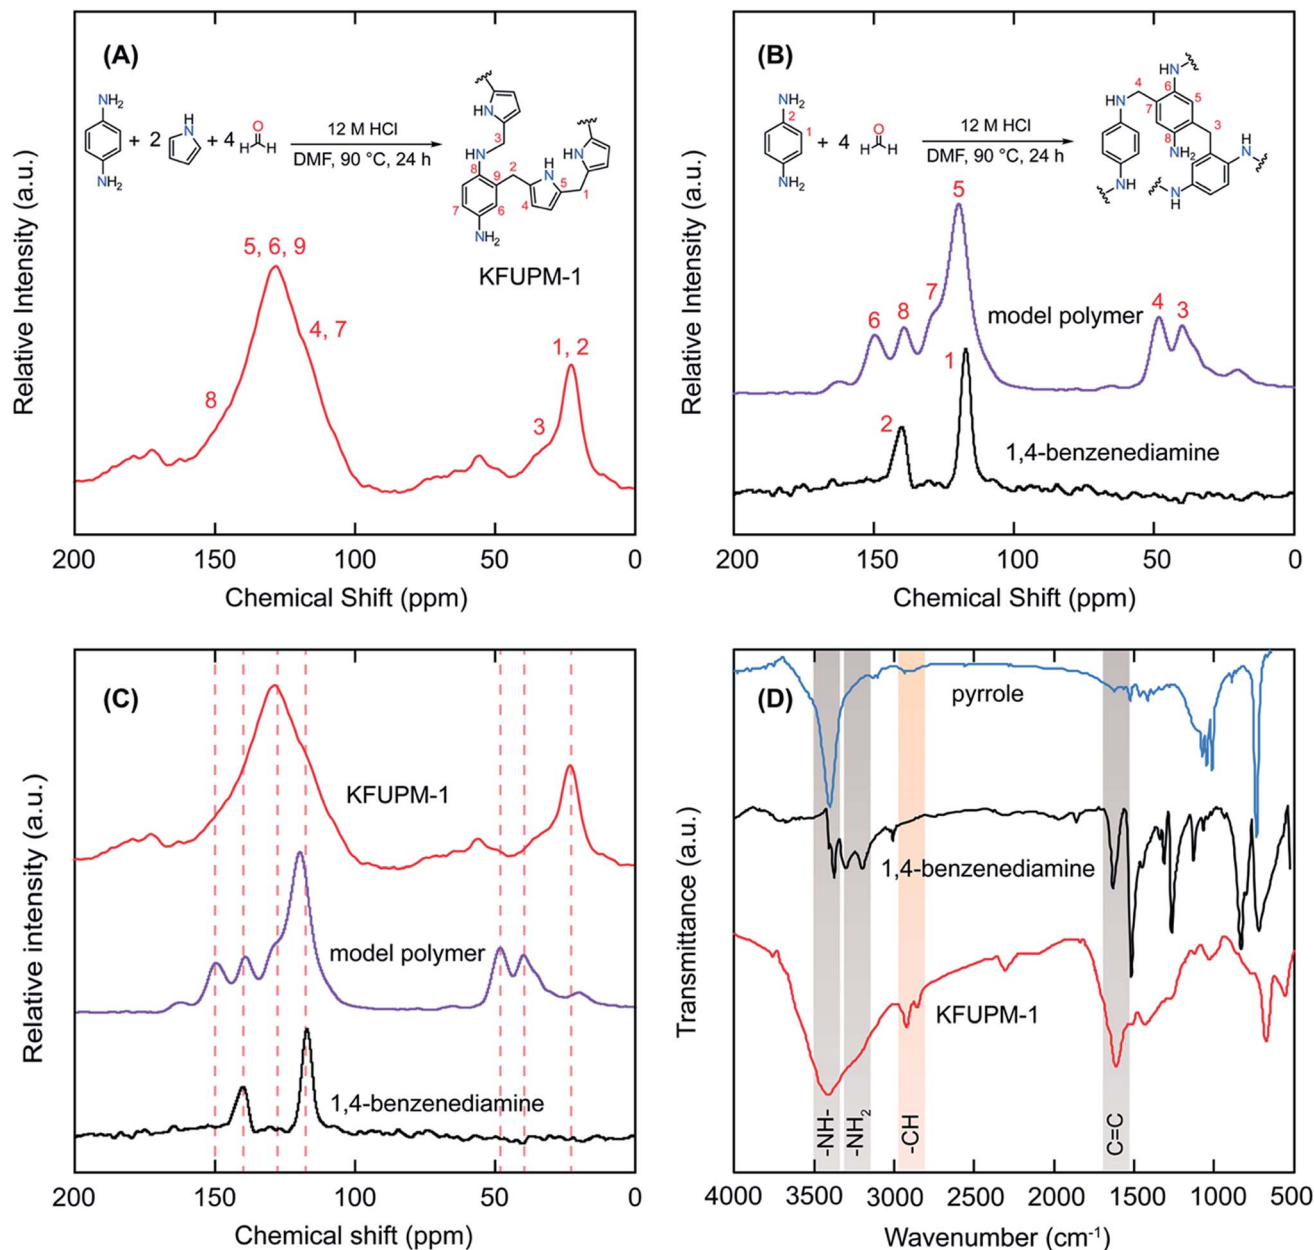 (A)
NH₂
NH₂
+ 2
H
N
+ 4
O
H H
12 M HCl
DMF, 90 °C, 24 h
H
N
3
HN
8
9
2
7
6
NH₂
H
N
4
5
HN
1
KFUPM-1
5, 6, 9
4, 7
8
1, 2
3
Relative Intensity (a.u.)
200 150 100 50 0
Chemical Shift (ppm)
(B)
NH₂
2
1
NH₂
+ 4
O
H H
12 M HCl
DMF, 90 °C, 24 h
NH
4
6
5
H
N
7
3
8
NH₂
H
N
NH
NH
5
6
8
7
4
3
model polymer
1
2
1,4-benzenediamine
Relative Intensity (a.u.)
200 150 100 50 0
Chemical Shift (ppm)
(C)
KFUPM-1
model polymer
1,4-benzenediamine
Relative intensity (a.u.)
200 150 100 50 0
Chemical shift (ppm)
(D)
pyrrole
1,4-benzenediamine
KFUPM-1
-NH-
-NH₂
-CH
C=C
Transmittance (a.u.)
4000 3500 3000 2500 2000 1500 1000 500
Wavenumber (cm⁻¹)